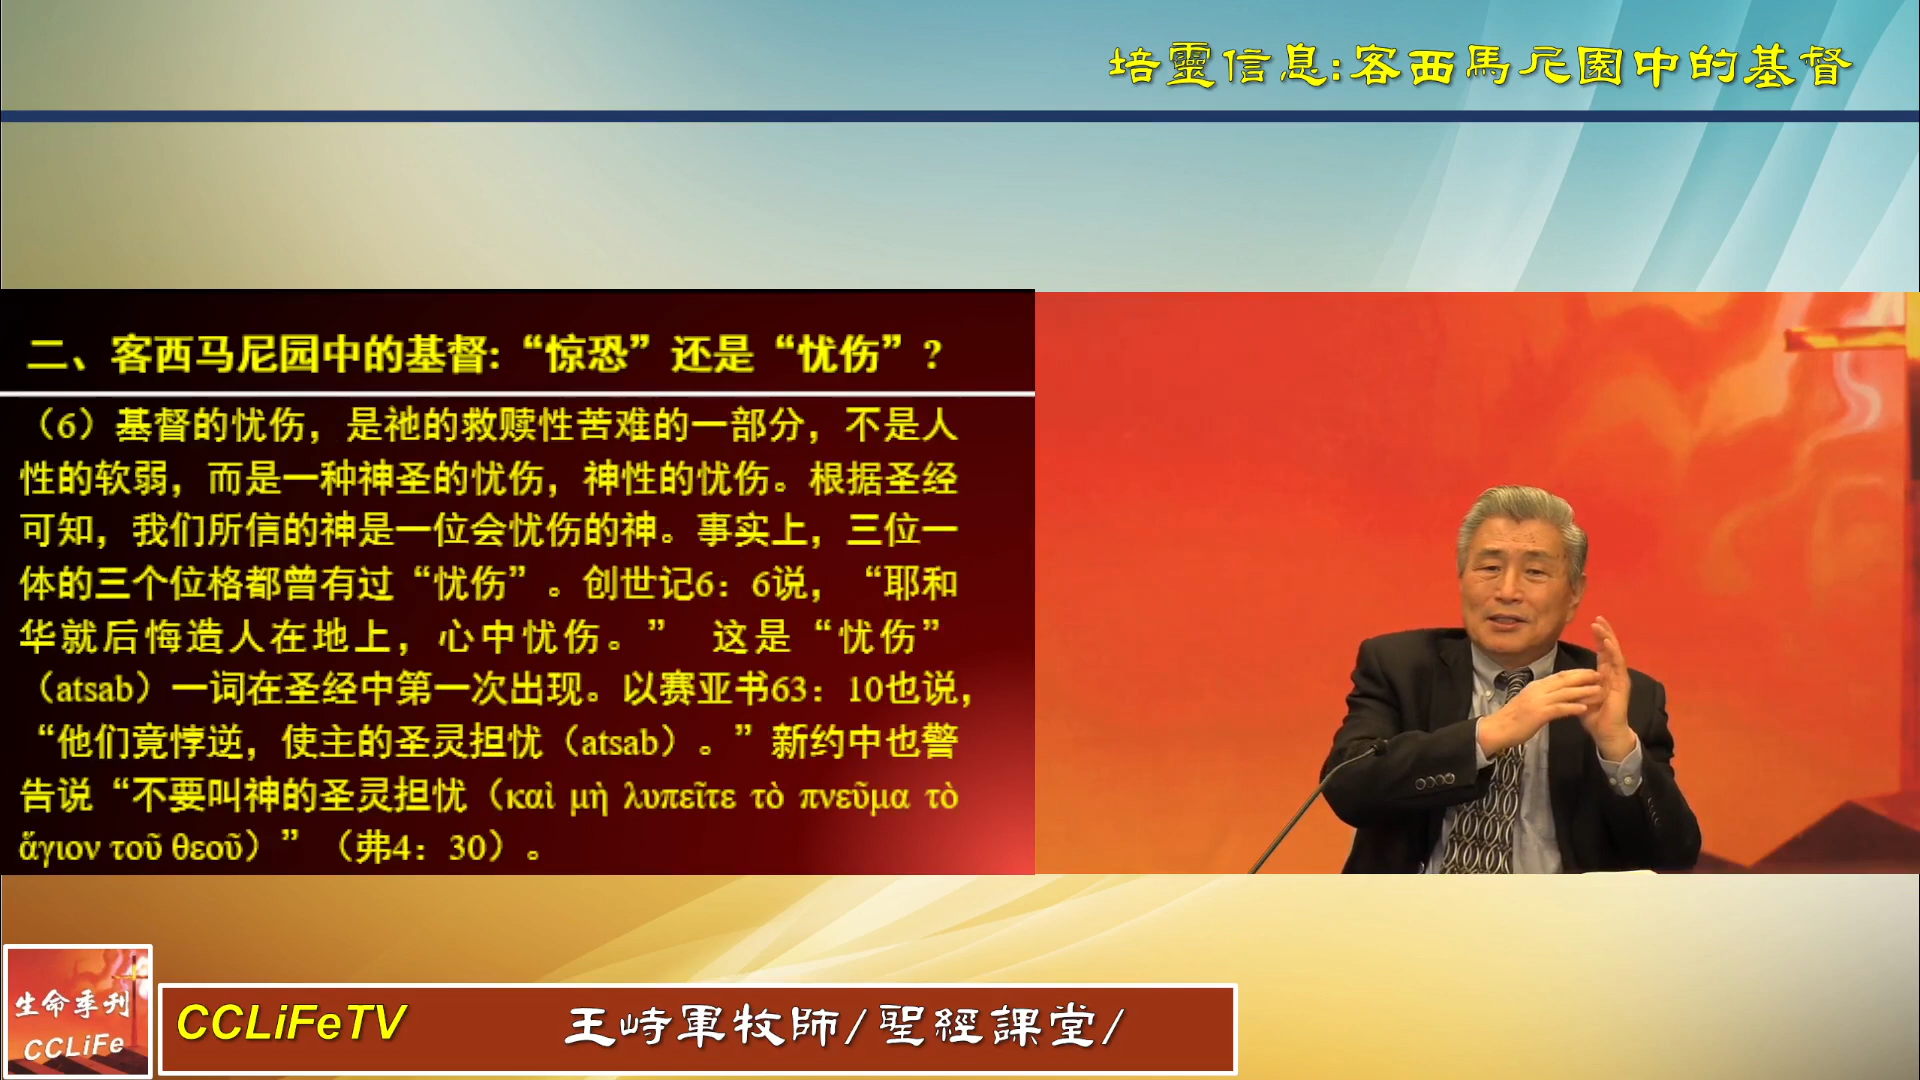 培靈信息:客西馬尼園中的基督
二、客西马尼园中的基督:“惊恐”还是“忧伤”?
（6）基督的忧伤，是祂的救赎性苦难的一部分，不是人
性的软弱，而是一种神圣的忧伤，神性的忧伤。根据圣经
可知，我们所信的神是一位会忧伤的神。事实上，三位一
体的三个位格都曾有过“忧伤”。创世记6：6说，“耶和
华就后悔造人在地上，心中忧伤。” 这是“忧伤”
（atsab）一词在圣经中第一次出现。以赛亚书63：10也说，
“他们竟悖逆，使主的圣灵担忧（atsab）。”新约中也警
告说“不要叫神的圣灵担忧（καὶ μὴ λυπεῖτε τὸ πνεῦμα τὸ
ἅγιον τοῦ θεοῦ）”（弗4：30）。
生命季刊
CCLiFe
CCLiFeTV 王峙軍牧師/聖經課堂/